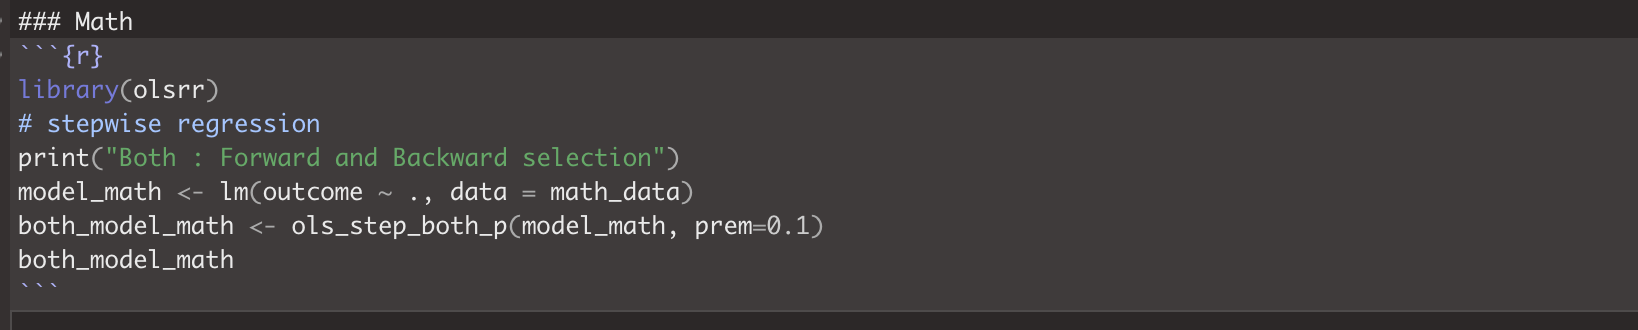 ### Math
```{r}
library(olsrr)
# stepwise regression
print("Both : Forward and Backward selection")
model_math <- lm(outcome ~ ., data = math_data)
both_model_math <- ols_step_both_p(model_math, prem=0.1)
both_model_math
```